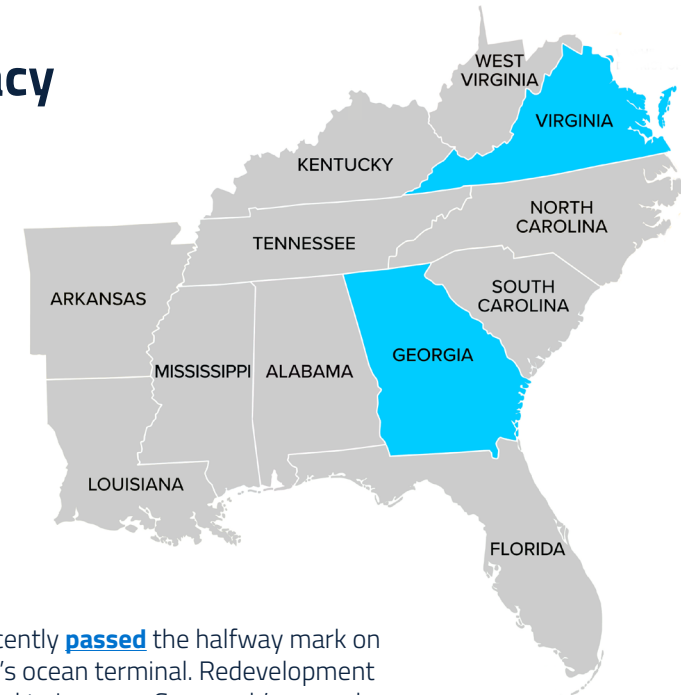 acy
WEST
VIRGINIA
VIRGINIA
KENTUCKY
NORTH
CAROLINA
TENNESSEE
SOUTH
CAROLINA
ARKANSAS
GEORGIA
MISSISSIPPI
ALABAMA
LOUISIANA
FLORIDA
cently passed the halfway mark on
's ocean terminal. Redevelopment